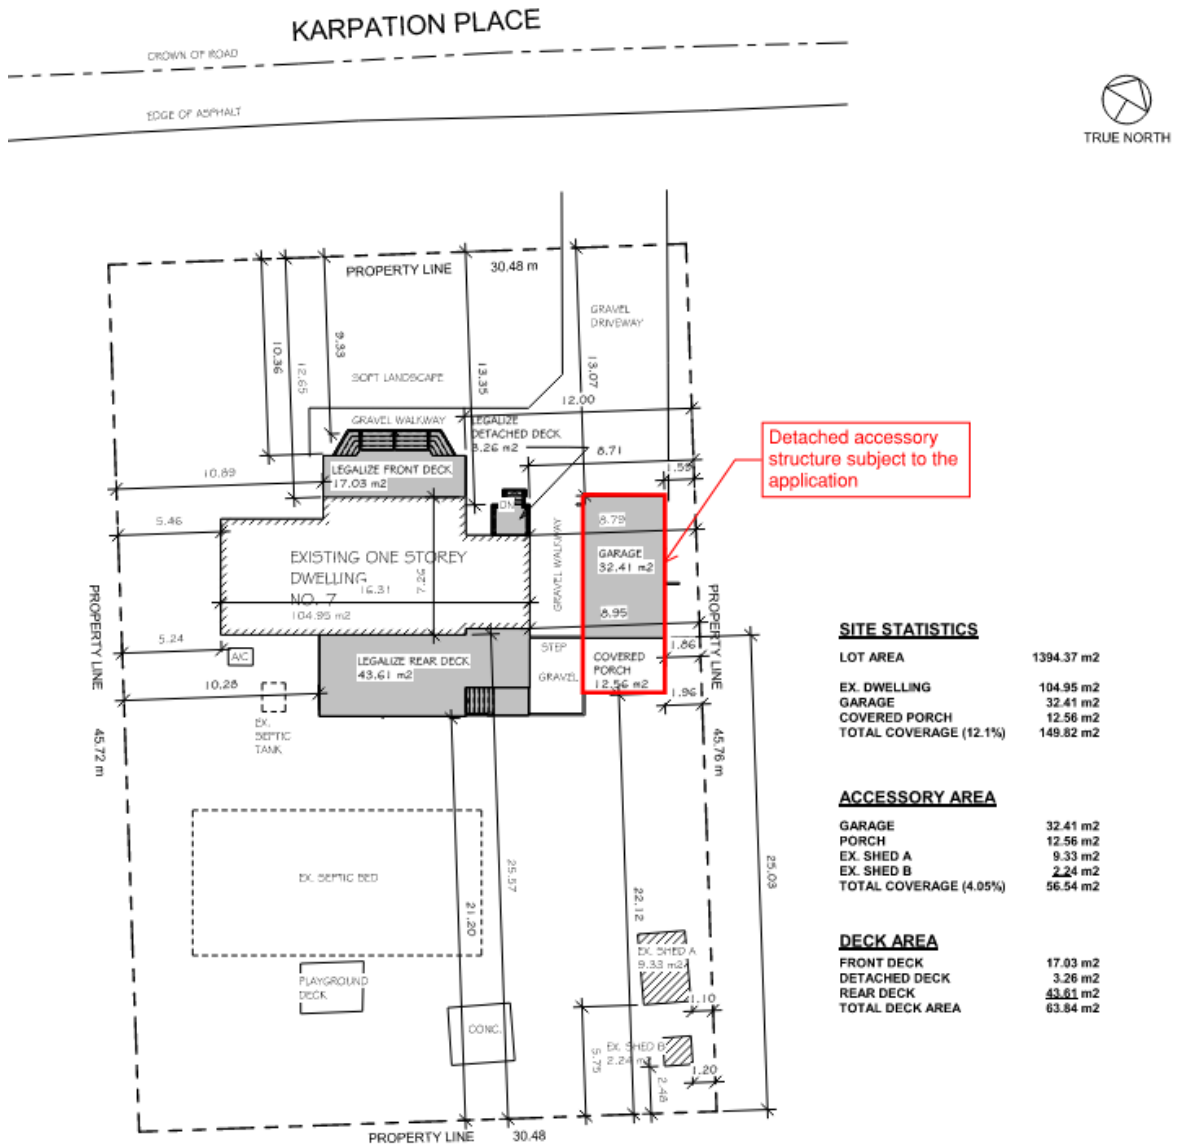 KARPATION PLACE
CROWN OF ROAD
EDGE OF ASPHALT
TRUE NORTH
PROPERTY LINE 30.48 m
GRAVEL
DRIVEWAY
9.33
10.36
12.65
13.35
13.07
SOFT LANDSCAPE
12.00
GRAVEL WALKWAY
LEGALIZE
DETACHED DECK
3.26 m2
8.71
1.55
Detached accessory
structure subject to the
application
10.89
LEGALIZE FRONT DECK
17.03 m2
DN
5.46
8.79
EXISTING ONE STOREY
DWELLING
NO. 7
104.95 m2
16.31
7.25
GRAVEL WALKWAY
GARAGE
32.41 m2
8.95
PROPERTY LINE
45.72 m
PROPERTY LINE
45.76 m
5.24
A/C
LEGALIZE REAR DECK
43.61 m2
STEP
GRAVEL
COVERED
PORCH
12.56 m2
1.86
1.96
10.28
EX.
SEPTIC
TANK
EX. SEPTIC BED
21.20
25.57
22.12
25.03
PLAYGROUND
DECK
CONC.
EX. SHED A
9.33 m2
1.10
EX. SHED B
2.24 m2
5.75
2.48
1.20
PROPERTY LINE 30.48
SITE STATISTICS
LOT AREA 1394.37 m2
EX. DWELLING 104.95 m2
GARAGE 32.41 m2
COVERED PORCH 12.56 m2
TOTAL COVERAGE (12.1%) 149.82 m2
ACCESSORY AREA
GARAGE 32.41 m2
PORCH 12.56 m2
EX. SHED A 9.33 m2
EX. SHED B 2.24 m2
TOTAL COVERAGE (4.05%) 56.54 m2
DECK AREA
FRONT DECK 17.03 m2
DETACHED DECK 3.26 m2
REAR DECK 43.61 m2
TOTAL DECK AREA 63.84 m2